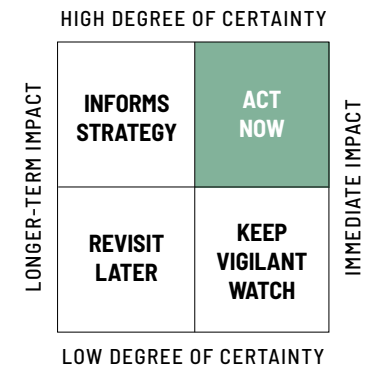 HIGH DEGREE OF CERTAINTY
LONGER-TERM IMPACT
INFORMS
STRATEGY
ACT
NOW
IMMEDIATE IMPACT
REVISIT
LATER
KEEP
VIGILANT
WATCH
LOW DEGREE OF CERTAINTY